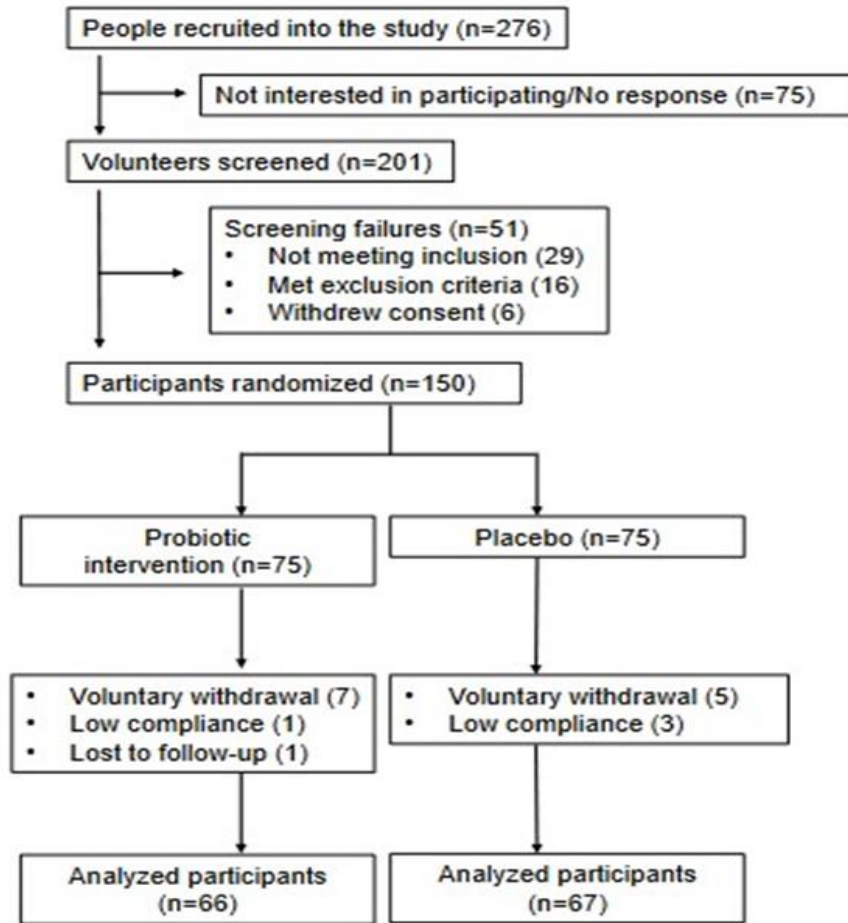 People recruited into the study (n=276)
Not interested in participating/No response (n=75)
Volunteers screened (n=201)
Screening failures (n=51)
• Not meeting inclusion (29)
• Met exclusion criteria (16)
• Withdrew consent (6)
Participants randomized (n=150)
Probiotic
intervention (n=75)
Placebo (n=75)
• Voluntary withdrawal (7)
• Low compliance (1)
• Lost to follow-up (1)
• Voluntary withdrawal (5)
• Low compliance (3)
Analyzed participants
(n=66)
Analyzed participants
(n=67)